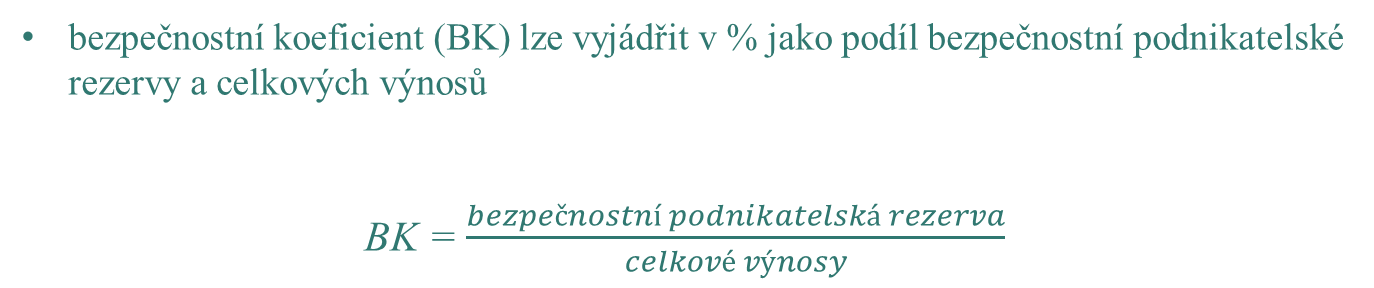 • bezpečnostní koeficient (BK) lze vyjádřit v % jako podíl bezpečnostní podnikatelské
rezervy a celkových výnosů
BK = bezpečnostní podnikatelská rezerva
celkové výnosy